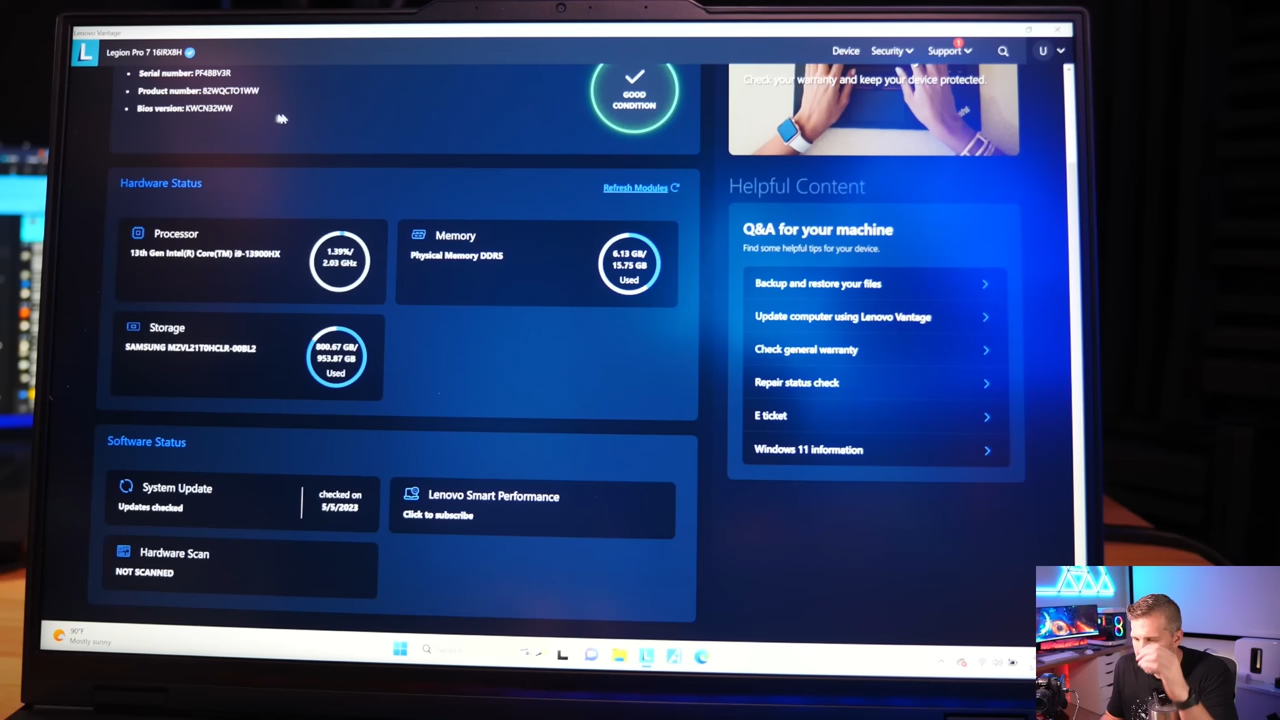 Lenovo Vantage
L
Legion Pro 7 16IRX8H
Device
Security
Support
1
U
Serial number: PF4BBV3R
Product number: 82WQCTO1WW
Bios version: KWCN32WW
GOOD
CONDITION
Check your warranty and keep your device protected.
Hardware Status
Refresh Modules
Processor
13th Gen Intel(R) Core(TM) i9-13900HX
1.39%/
2.03 GHz
Memory
Physical Memory DDR5
6.13 GB/
15.75 GB
Used
Storage
SAMSUNG MZVL21T0HCLR-00BL2
800.67 GB/
953.87 GB
Used
Software Status
System Update
Updates checked
checked on
5/5/2023
Lenovo Smart Performance
Click to subscribe
Hardware Scan
NOT SCANNED
Helpful Content
Q&A for your machine
Find some helpful tips for your device.
Backup and restore your files
Update computer using Lenovo Vantage
Check general warranty
Repair status check
E ticket
Windows 11 information
90°F
Mostly sunny